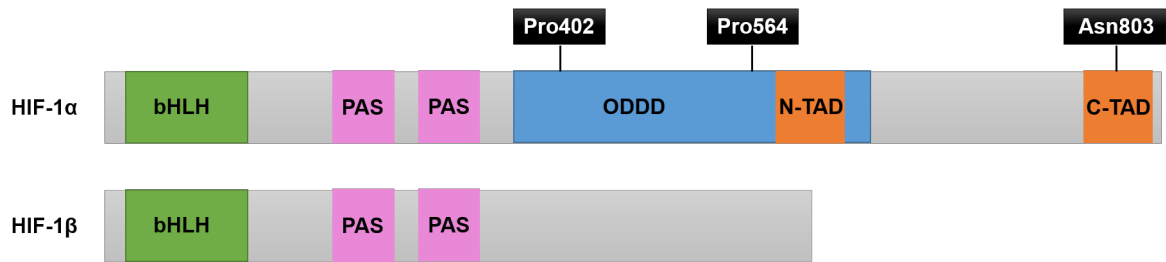 Pro402 Pro564 Asn803
HIF-1α bHLH PAS PAS ODDD N-TAD C-TAD
HIF-1β bHLH PAS PAS